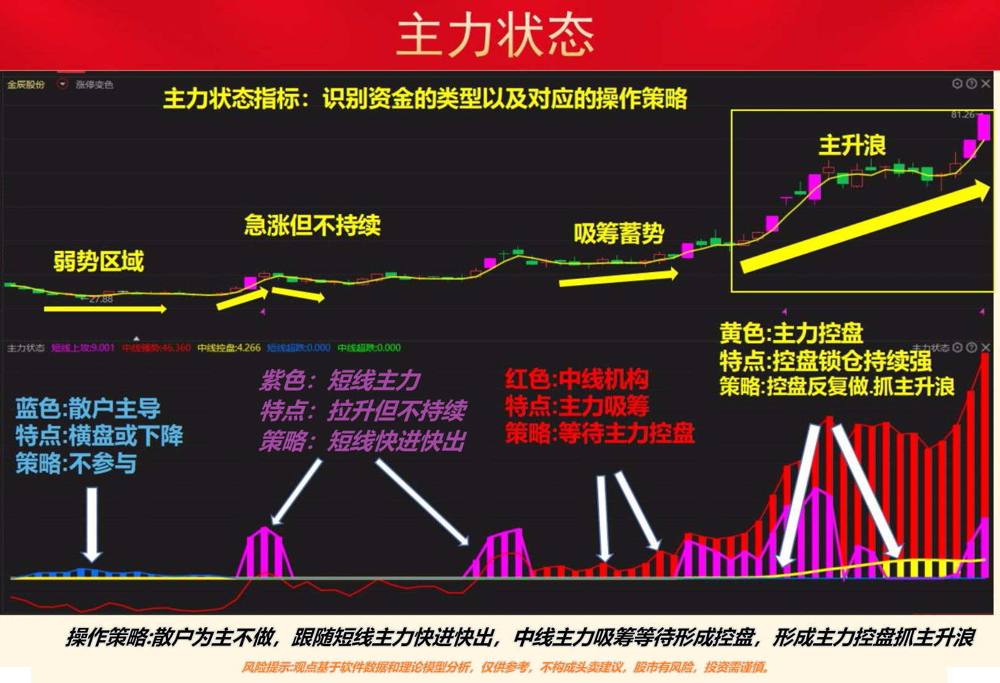 主力状态
金辰股份 涨停变色
主力状态指标：识别资金的类型以及对应的操作策略
81.26
主升浪
急涨但不持续
吸筹蓄势
弱势区域
←27.88
主力状态 短线上攻:9.001 中线强势:46.360 中线控盘:4.266 短线超跌:0.000 中线超跌:0.000
主力状态
黄色:主力控盘
特点:控盘锁仓持续强
策略:控盘反复做.抓主升浪
紫色：短线主力
特点：拉升但不持续
策略：短线快进快出
红色:中线机构
特点:主力吸筹
策略:等待主力控盘
蓝色:散户主导
特点:横盘或下降
策略:不参与
操作策略:散户为主不做，跟随短线主力快进快出，中线主力吸筹等待形成控盘，形成主力控盘抓主升浪
风险提示:观点基于软件数据和理论模型分析，仅供参考，不构成头卖建议，股市有风险，投资需谨慎。